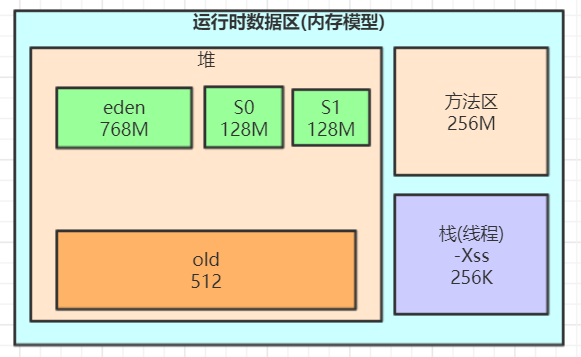 运行时数据区(内存模型)
堆
eden
768M
S0
128M
S1
128M
old
512
方法区
256M
栈(线程)
-Xss
256K